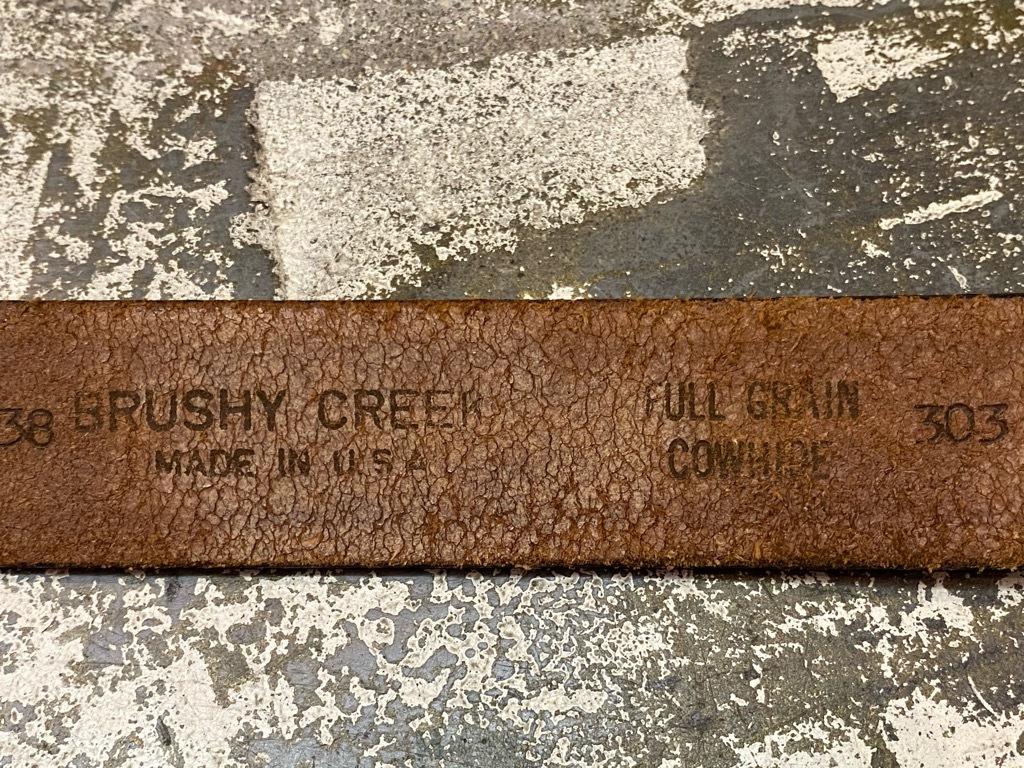 38 BRUSHY CREEK
MADE IN U.S.A
FULL GRAIN
COWHIDE
303